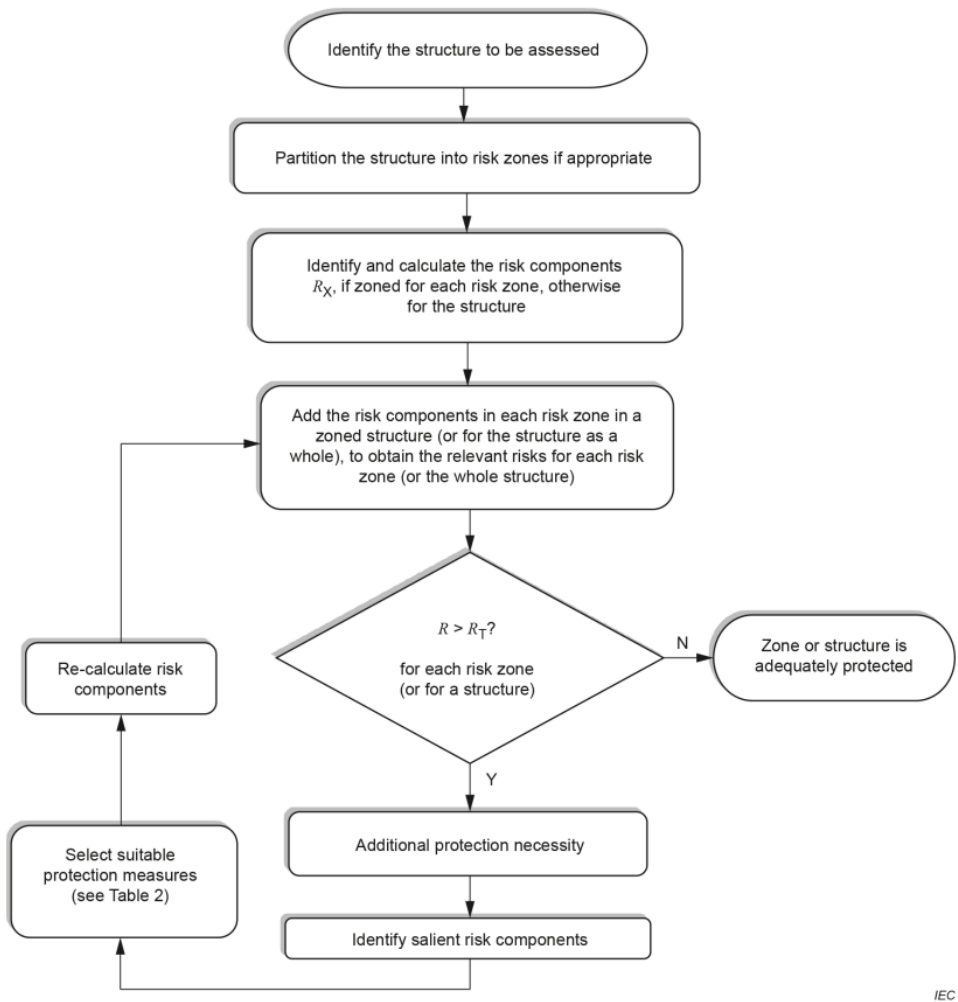 Identify the structure to be assessed
Partition the structure into risk zones if appropriate
Identify and calculate the risk components
RX, if zoned for each risk zone, otherwise
for the structure
Add the risk components in each risk zone in a
zoned structure (or for the structure as a
whole), to obtain the relevant risks for each risk
zone (or the whole structure)
R > RT?
for each risk zone
(or for a structure)
N
Zone or structure is
adequately protected
Y
Additional protection necessity
Identify salient risk components
Select suitable
protection measures
(see Table 2)
Re-calculate risk
components
IEC